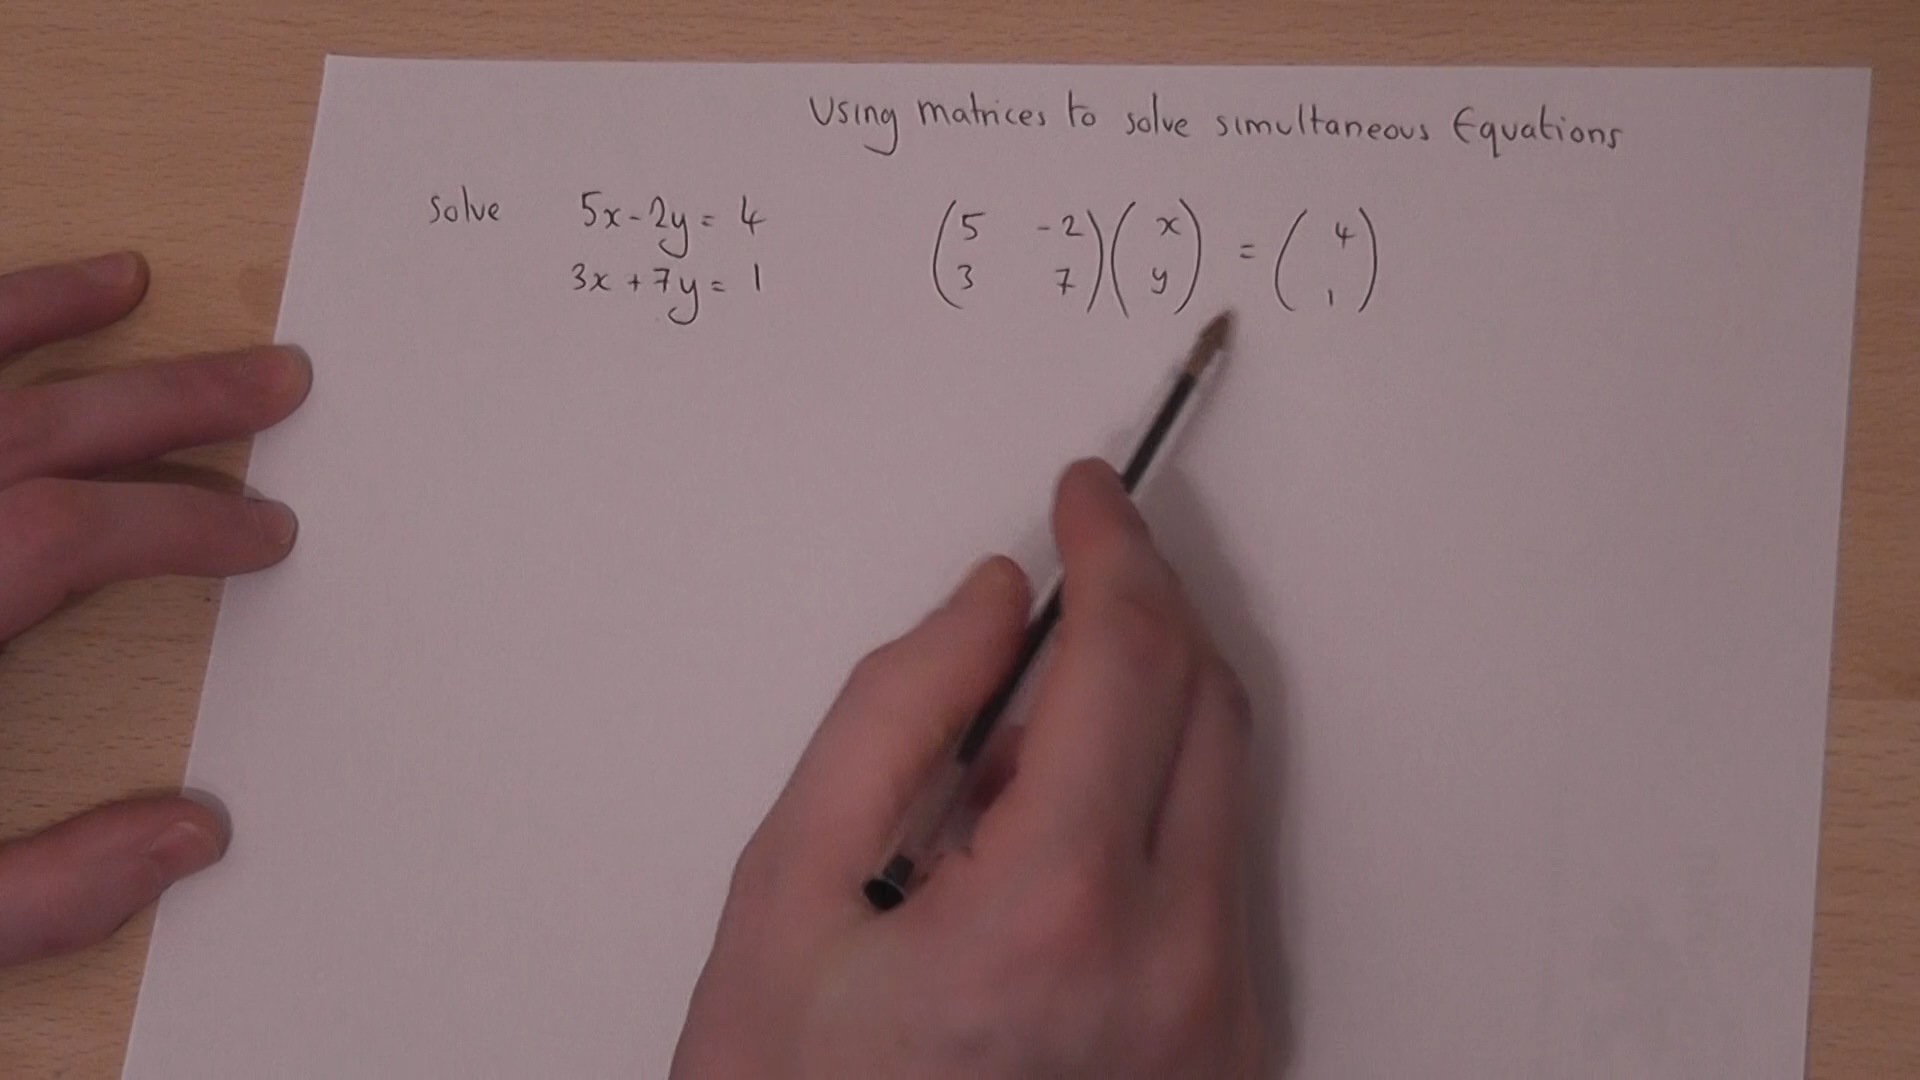 Using matrices to solve simultaneous Equations
solve 5x - 2y = 4
3x + 7y = 1
(5 -2)(x) = (4)
(3 7)(y) (1)